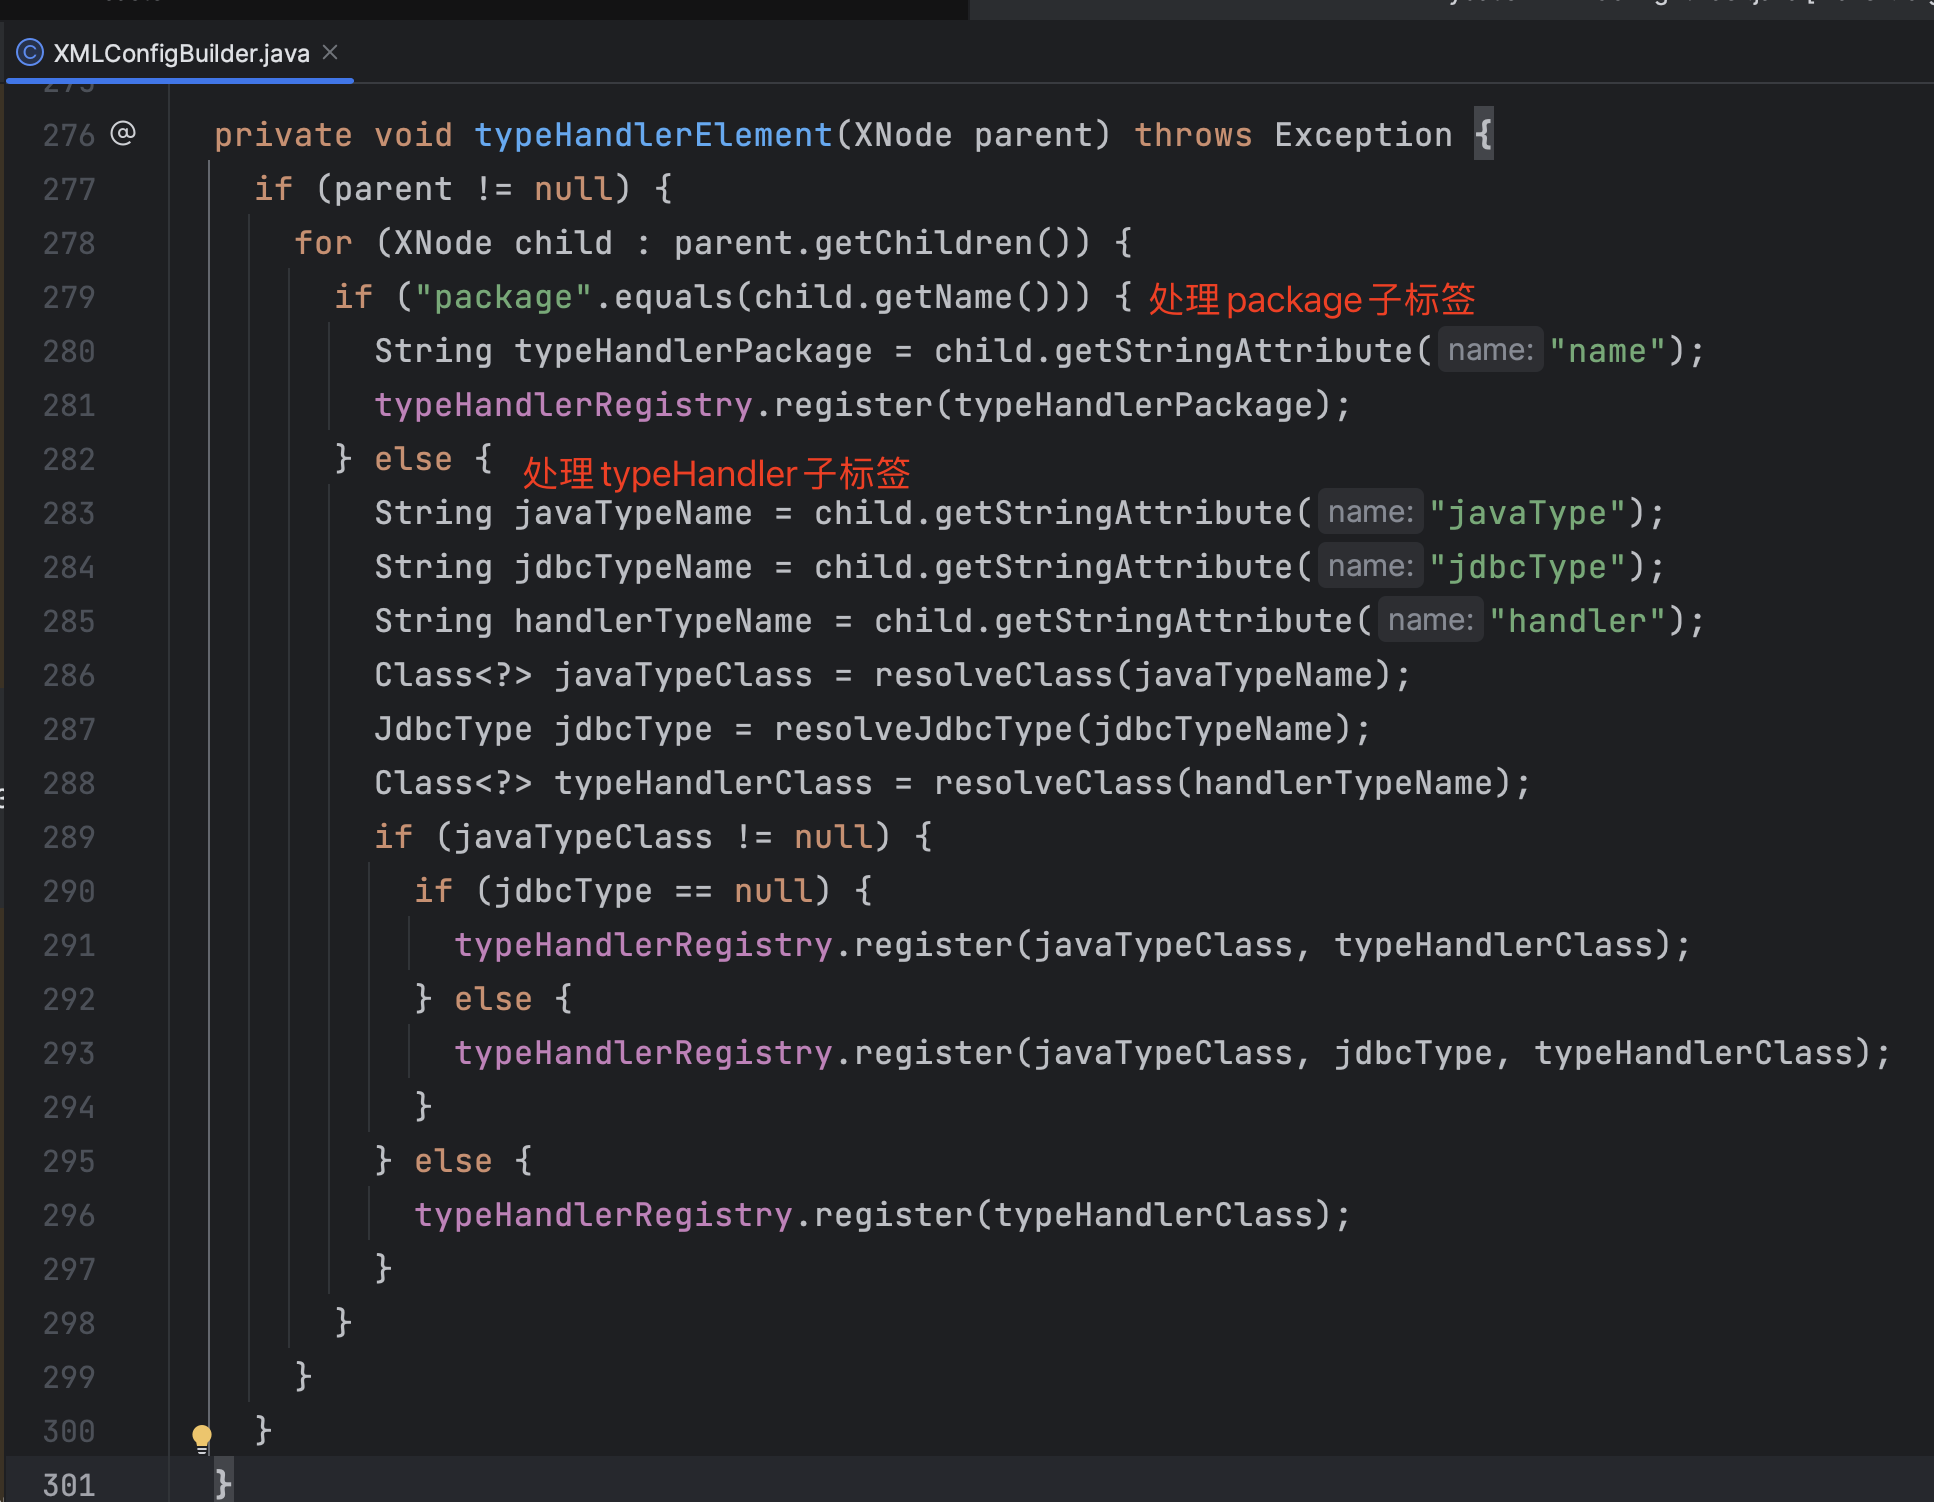 XMLConfigBuilder.java
276 @ private void typeHandlerElement(XNode parent) throws Exception {
277 if (parent != null) {
278 for (XNode child : parent.getChildren()) {
279 if ("package".equals(child.getName())) { 处理package子标签
280 String typeHandlerPackage = child.getStringAttribute( name: "name");
281 typeHandlerRegistry.register(typeHandlerPackage);
282 } else { 处理typeHandler子标签
283 String javaTypeName = child.getStringAttribute( name: "javaType");
284 String jdbcTypeName = child.getStringAttribute( name: "jdbcType");
285 String handlerTypeName = child.getStringAttribute( name: "handler");
286 Class<?> javaTypeClass = resolveClass(javaTypeName);
287 JdbcType jdbcType = resolveJdbcType(jdbcTypeName);
288 Class<?> typeHandlerClass = resolveClass(handlerTypeName);
289 if (javaTypeClass != null) {
290 if (jdbcType == null) {
291 typeHandlerRegistry.register(javaTypeClass, typeHandlerClass);
292 } else {
293 typeHandlerRegistry.register(javaTypeClass, jdbcType, typeHandlerClass);
294 }
295 } else {
296 typeHandlerRegistry.register(typeHandlerClass);
297 }
298 }
299 }
300 }
301 }